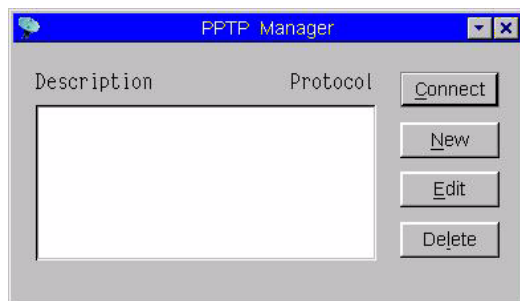 PPTP Manager
Description Protocol
Connect
New
Edit
Delete